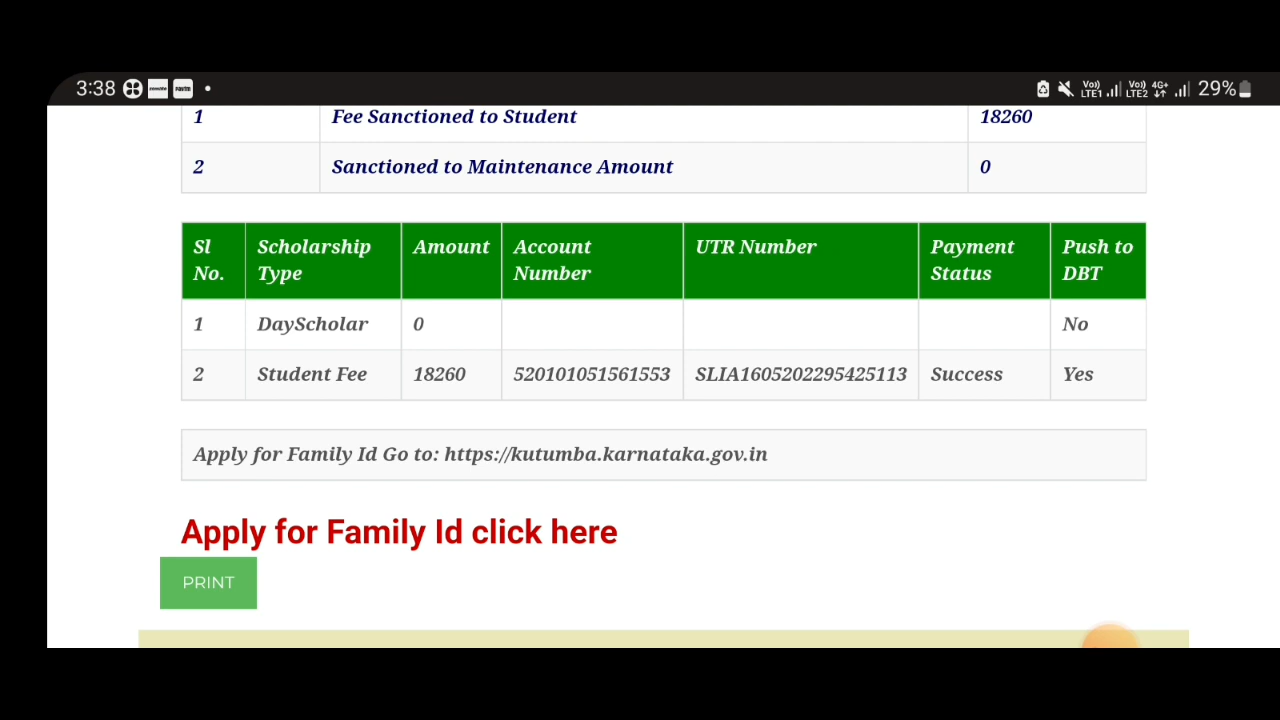 3:38 29%
VoLTE1 VoLTE2 4G+
1 Fee Sanctioned to Student 18260
2 Sanctioned to Maintenance Amount 0
Sl No. Scholarship Type Amount Account Number UTR Number Payment Status Push to DBT
1 DayScholar 0 No
2 Student Fee 18260 520101051561553 SLIA1605202295425113 Success Yes
Apply for Family Id Go to: https://kutumba.karnataka.gov.in
Apply for Family Id click here
PRINT